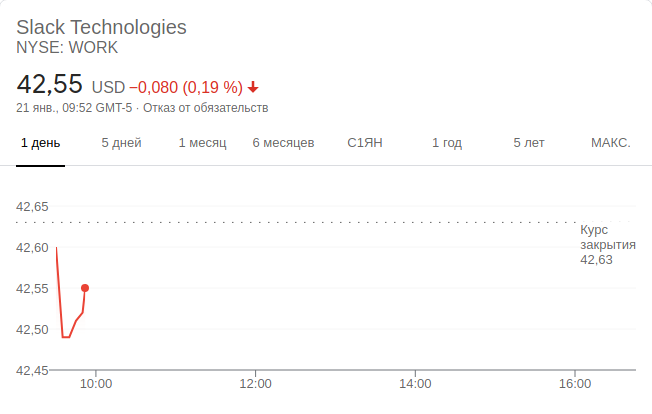 Slack Technologies
NYSE: WORK
42,55 USD −0,080 (0,19 %)
21 янв., 09:52 GMT-5 · Отказ от обязательств
1 день 5 дней 1 месяц 6 месяцев С1ЯН 1 год 5 лет МАКС.
42,65
Курс
закрытия
42,63
42,60
42,55
42,50
42,45
10:00 12:00 14:00 16:00